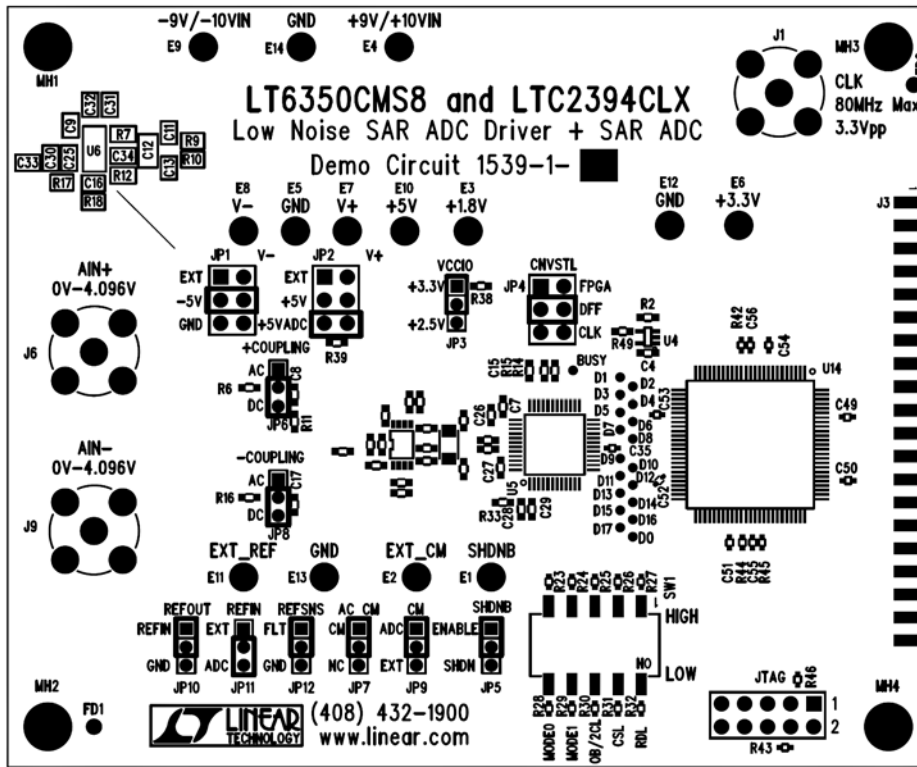 -9V/-10VIN GND +9V/+10VIN
E9 E14 E4 J1
MH1 MH3
CLK
80MHz Max
3.3Vpp
LT6350CMS8 and LTC2394CLX
Low Noise SAR ADC Driver + SAR ADC
Demo Circuit 1539-1-
C32 C31
C9 U6 R7 C11 R9
C33 C30 C25 C34 C12 R10
R17 C16 R12 C13
R18
E8 E5 E7 E10 E3 E12 E6
V- GND V+ +5V +1.8V GND +3.3V
J3
JP1 V- JP2 V+ VCCIO CNVSTL
EXT EXT +3.3V R38 JP4 FPGA
-5V +5V DFF
GND +5V ADC +2.5V CLK
R39 JP3
R2
R49 U4
C4
R42 C56 C54
U14
AIN+
0V-4.096V
J6
+COUPLING
AC C8
R6
DC R11
JP6
C15 R15 R14 BUSY
D1 D2
D3 D4
D5 C53
D7 D6
D8
C26 C7 C35
D9 D10
D11 D12
D13 C52
D15 D14
D17 D16
D0
C49
C50
C27 U5
R33 C28 C29
AIN-
0V-4.096V
J9
-COUPLING
AC C17
R16
DC
JP8
C51 R44 C55 R45
EXT_REF GND EXT_CM SHDNB
E11 E13 E2 E1
R23 R24 R25 R26 R27 SW1
1
HIGH
NO LOW
REFOUT REFIN REFSNS AC_CM CM SHDNB
REFIN EXT FLT CM ADC ENABLE
GND ADC GND NC EXT SHDN
JP10 JP11 JP12 JP7 JP9 JP5
R28 R29 R30 R31 R32
MODE0 MODE1 OB/2CL CSL RDL
JTAG R46
1
2
R43
MH2 FD1 MH4
LINEAR
TECHNOLOGY
(408) 432-1900
www.linear.com